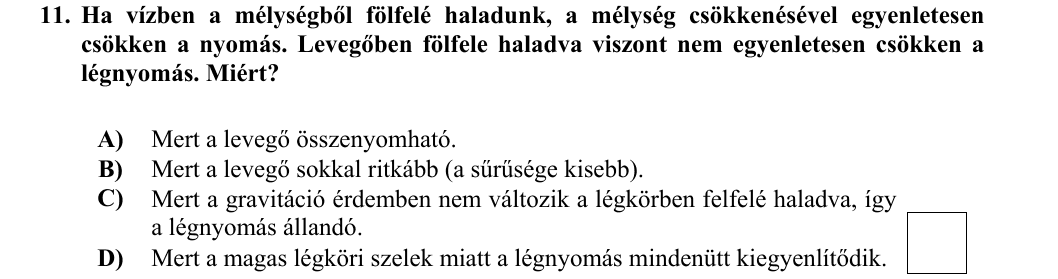 11. Ha vízben a mélységből fölfelé haladunk, a mélység csökkenésével egyenletesen
csökken a nyomás. Levegőben fölfele haladva viszont nem egyenletesen csökken a
légnyomás. Miért?
A) Mert a levegő összenyomható.
B) Mert a levegő sokkal ritkább (a sűrűsége kisebb).
C) Mert a gravitáció érdemben nem változik a légkörben felfelé haladva, így
a légnyomás állandó.
D) Mert a magas légköri szelek miatt a légnyomás mindenütt kiegyenlítődik.